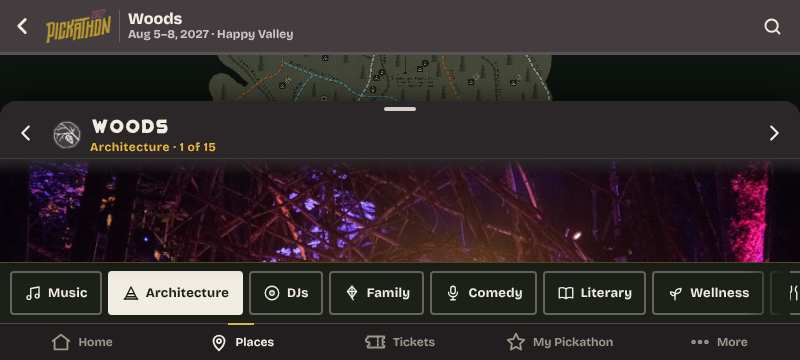 PICKATHON
Woods
Aug 5–8, 2027 · Happy Valley
WOODS
Architecture · 1 of 15
Music
Architecture
DJs
Family
Comedy
Literary
Wellness
Home
Places
Tickets
My Pickathon
More